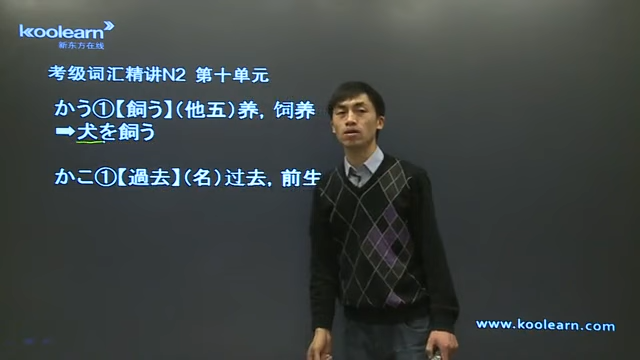 koolearn
新东方在线
考级词汇精讲N2 第十单元
かう①【飼う】(他五)养，饲养
➡犬を飼う
かこ①【過去】(名)过去，前生
www.koolearn.com